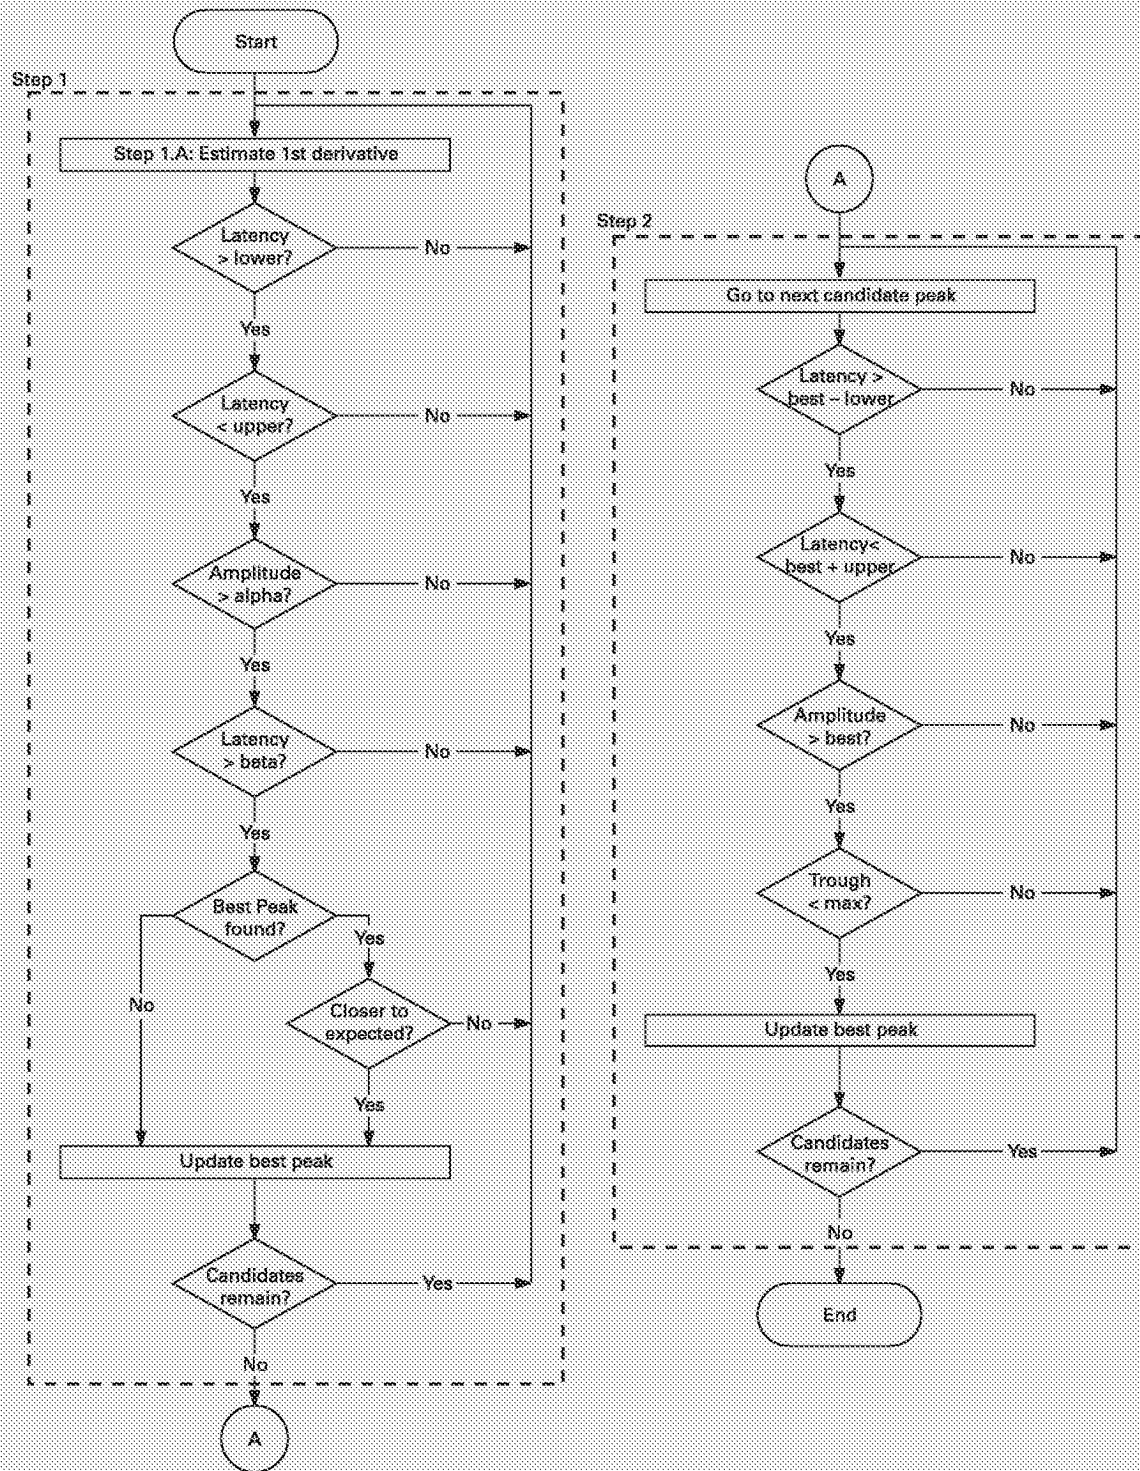 Start
Step 1
Step 1.A: Estimate 1st derivative
Latency
> lower?
No
Yes
Latency
< upper?
No
Yes
Amplitude
> alpha?
No
Yes
Latency
> beta?
No
Yes
Best Peak
found?
Yes
No
Closer to
expected?
No
Yes
Update best peak
Candidates
remain?
Yes
No
A
A
Step 2
Go to next candidate peak
Latency >
best – lower
No
Yes
Latency<
best + upper
No
Yes
Amplitude
> best?
No
Yes
Trough
< max?
No
Yes
Update best peak
Candidates
remain?
Yes
No
End